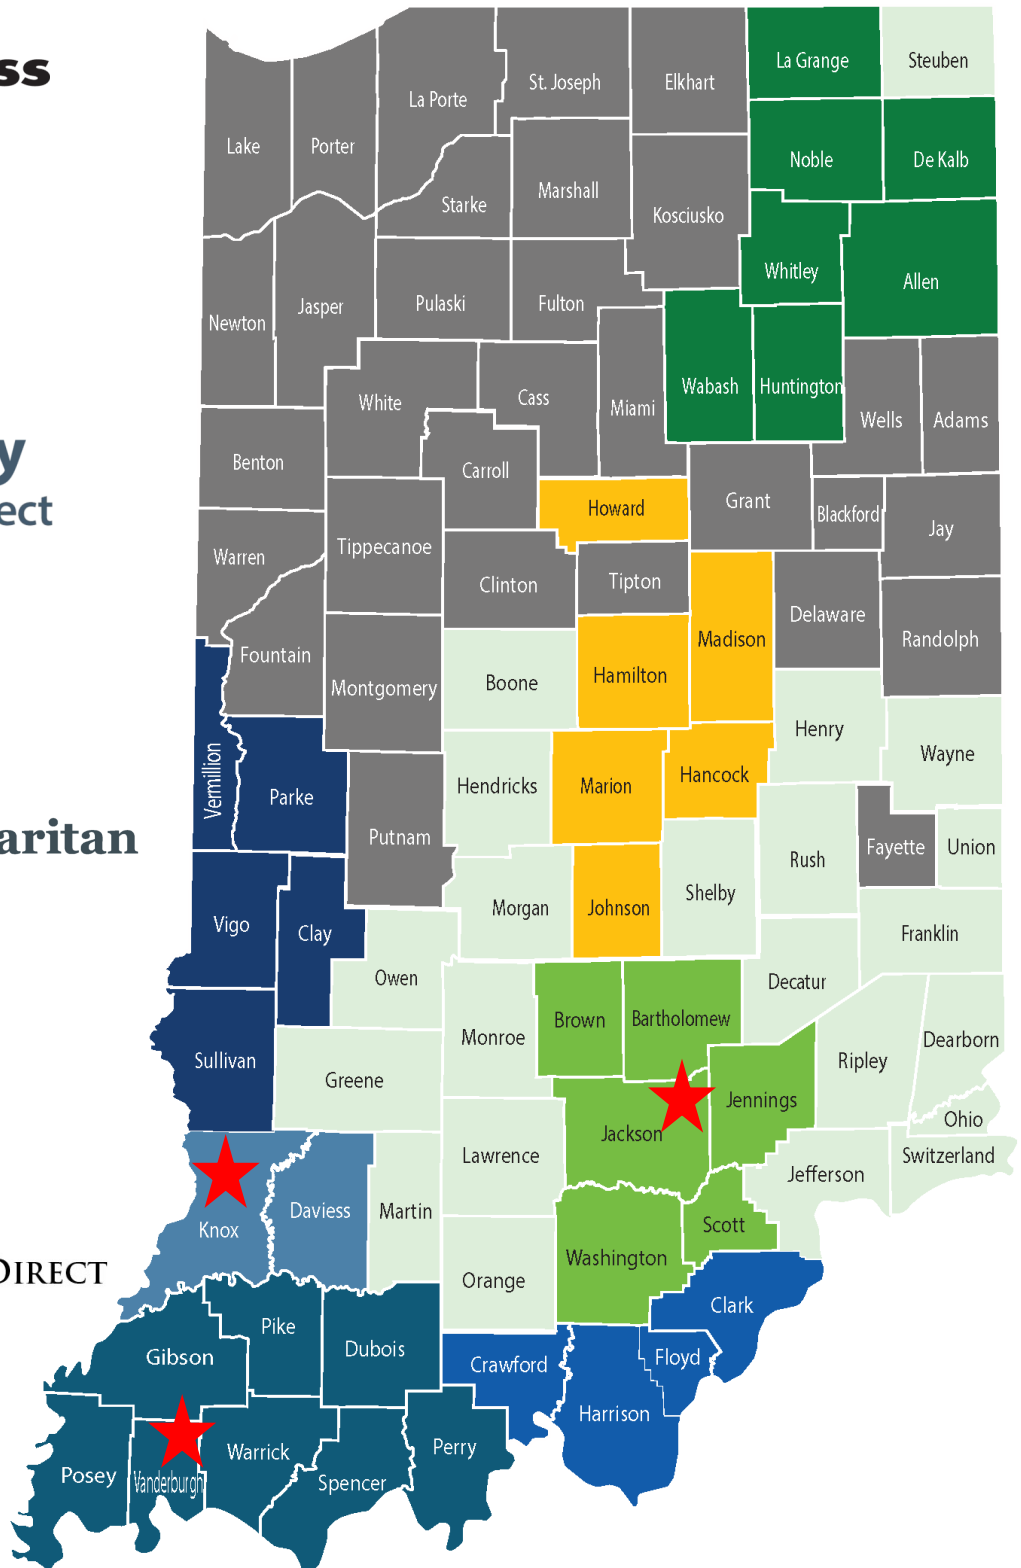 ss
y
ect
aritan
DIRECT
La Grange
Steuben
St. Joseph
Elkhart
La Porte
Lake
Porter
Noble
De Kalb
Starke
Marshall
Kosciusko
Whitley
Allen
Newton
Jasper
Pulaski
Fulton
White
Cass
Miami
Wabash
Huntington
Wells
Adams
Benton
Carroll
Howard
Grant
Blackford
Jay
Warren
Tippecanoe
Clinton
Tipton
Delaware
Randolph
Fountain
Montgomery
Boone
Hamilton
Madison
Henry
Wayne
Vermillion
Parke
Hendricks
Marion
Hancock
Putnam
Rush
Fayette
Union
Vigo
Clay
Morgan
Johnson
Shelby
Franklin
Owen
Decatur
Brown
Bartholomew
Monroe
Dearborn
Sullivan
Greene
Ripley
Jennings
Jackson
Ohio
Lawrence
Switzerland
Jefferson
Knox
Daviess
Martin
Scott
Washington
Orange
Clark
Pike
Gibson
Dubois
Crawford
Floyd
Harrison
Posey
Vanderburgh
Warrick
Spencer
Perry